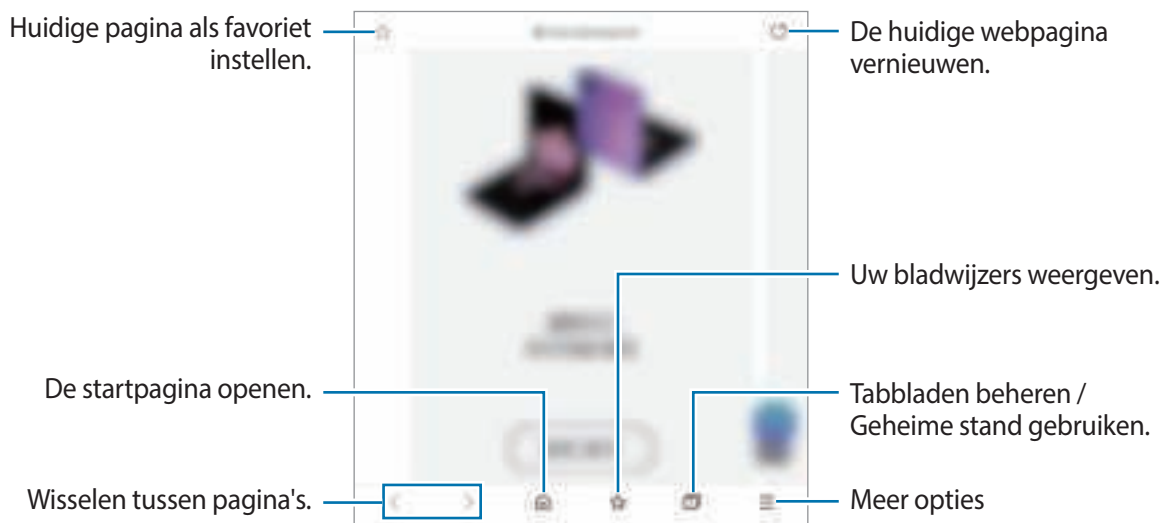 Huidige pagina als favoriet
instellen.
De huidige webpagina
vernieuwen.
Uw bladwijzers weergeven.
De startpagina openen.
Tabbladen beheren /
Geheime stand gebruiken.
Wisselen tussen pagina's.
Meer opties